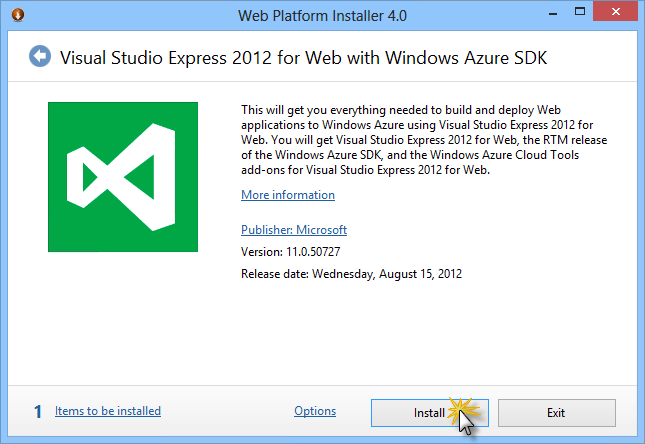 Web Platform Installer 4.0
Visual Studio Express 2012 for Web with Windows Azure SDK
This will get you everything needed to build and deploy Web
applications to Windows Azure using Visual Studio Express 2012 for
Web. You will get Visual Studio Express 2012 for Web, the RTM release
of the Windows Azure SDK, and the Windows Azure Cloud Tools
add-ons for Visual Studio Express 2012 for Web.
More information
Publisher: Microsoft
Version: 11.0.50727
Release date: Wednesday, August 15, 2012
1 Items to be installed Options Install Exit